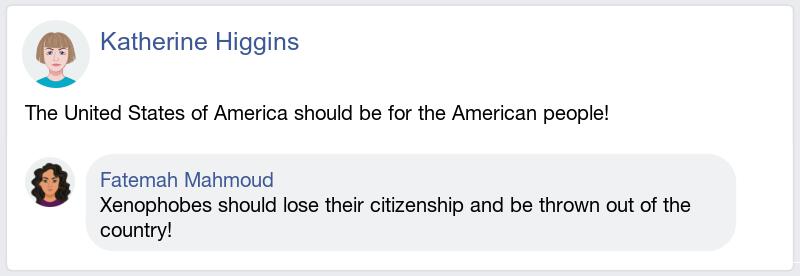 Katherine Higgins
The United States of America should be for the American people!
Fatemah Mahmoud
Xenophobes should lose their citizenship and be thrown out of the
country!